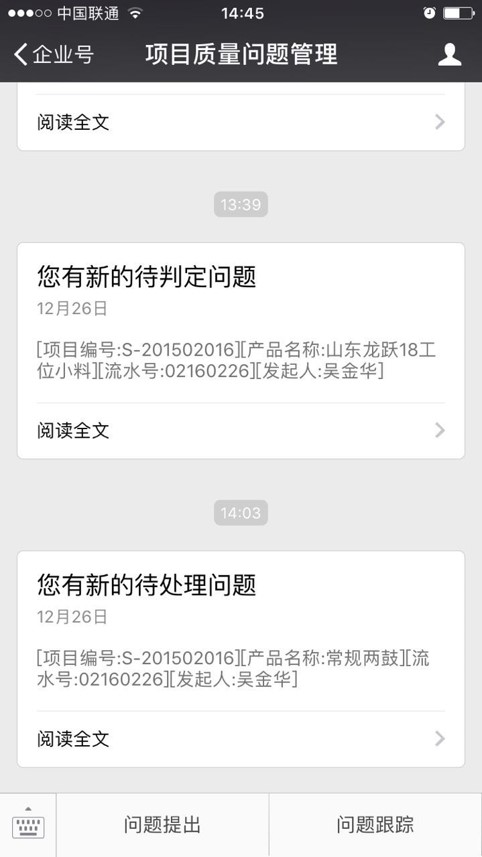 中国联通 14:45
企业号 项目质量问题管理
阅读全文
13:39
您有新的待判定问题
12月26日
[项目编号:S-201502016][产品名称:山东龙跃18工
位小料][流水号:02160226][发起人:吴金华]
阅读全文
14:03
您有新的待处理问题
12月26日
[项目编号:S-201502016][产品名称:常规两鼓][流
水号:02160226][发起人:吴金华]
阅读全文
问题提出 问题跟踪